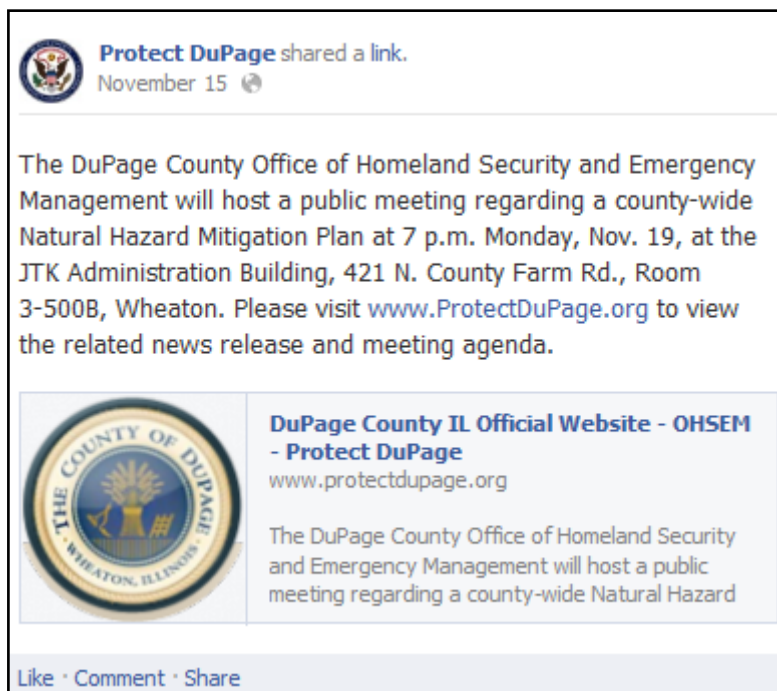 Protect DuPage shared a link.
November 15
The DuPage County Office of Homeland Security and Emergency
Management will host a public meeting regarding a county-wide
Natural Hazard Mitigation Plan at 7 p.m. Monday, Nov. 19, at the
JTK Administration Building, 421 N. County Farm Rd., Room
3-500B, Wheaton. Please visit www.ProtectDuPage.org to view
the related news release and meeting agenda.
THE COUNTY OF DUPAGE
WHEATON, ILLINOIS
DuPage County IL Official Website - OHSEM
- Protect DuPage
www.protectdupage.org
The DuPage County Office of Homeland Security
and Emergency Management will host a public
meeting regarding a county-wide Natural Hazard
Like · Comment · Share